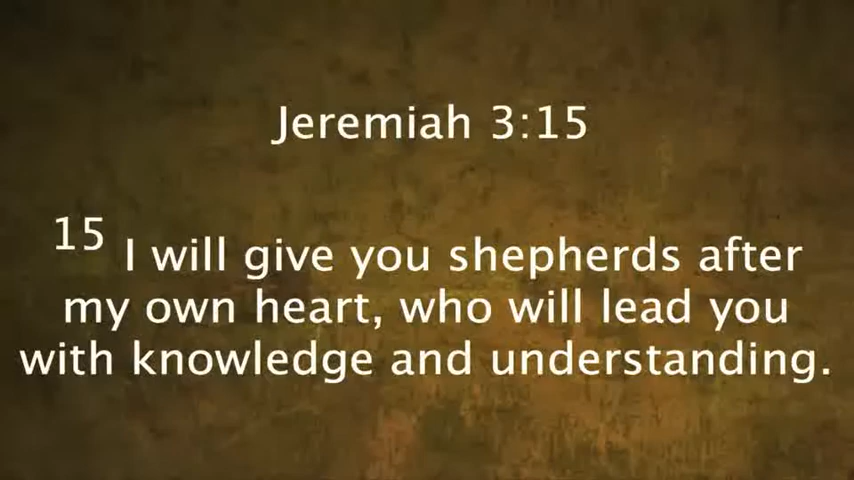 Jeremiah 3:15
15 I will give you shepherds after
my own heart, who will lead you
with knowledge and understanding.